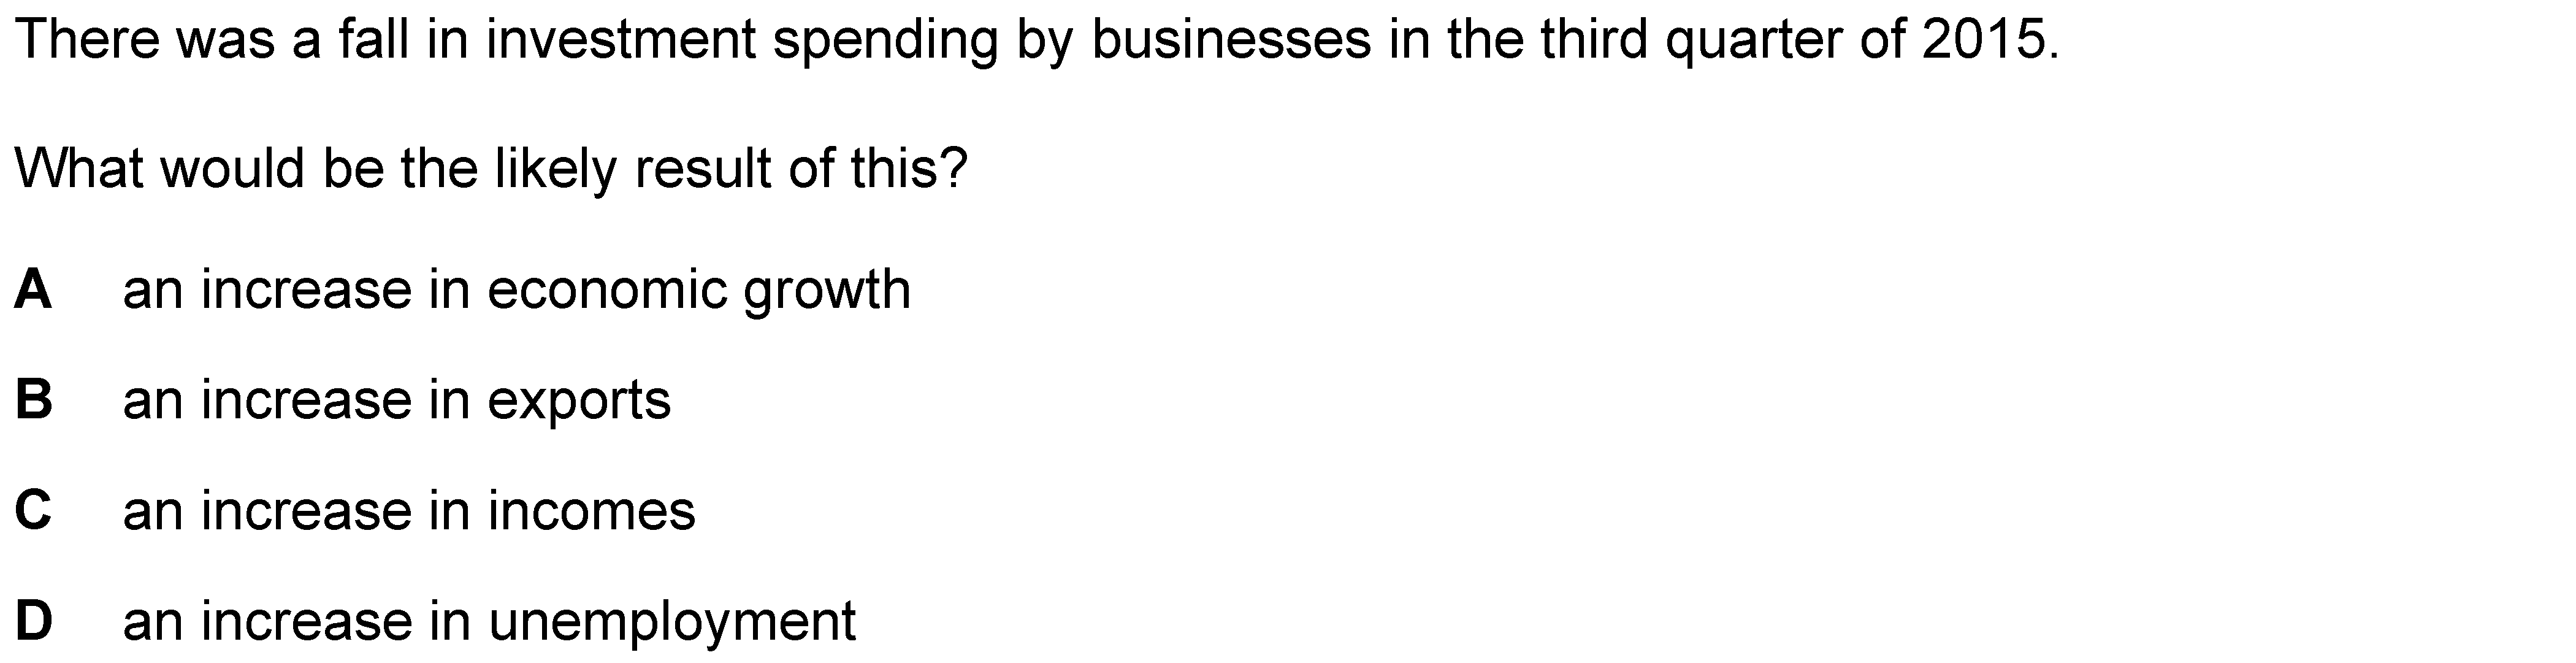 There was a fall in investment spending by businesses in the third quarter of 2015.
What would be the likely result of this?
A an increase in economic growth
B an increase in exports
C an increase in incomes
D an increase in unemployment